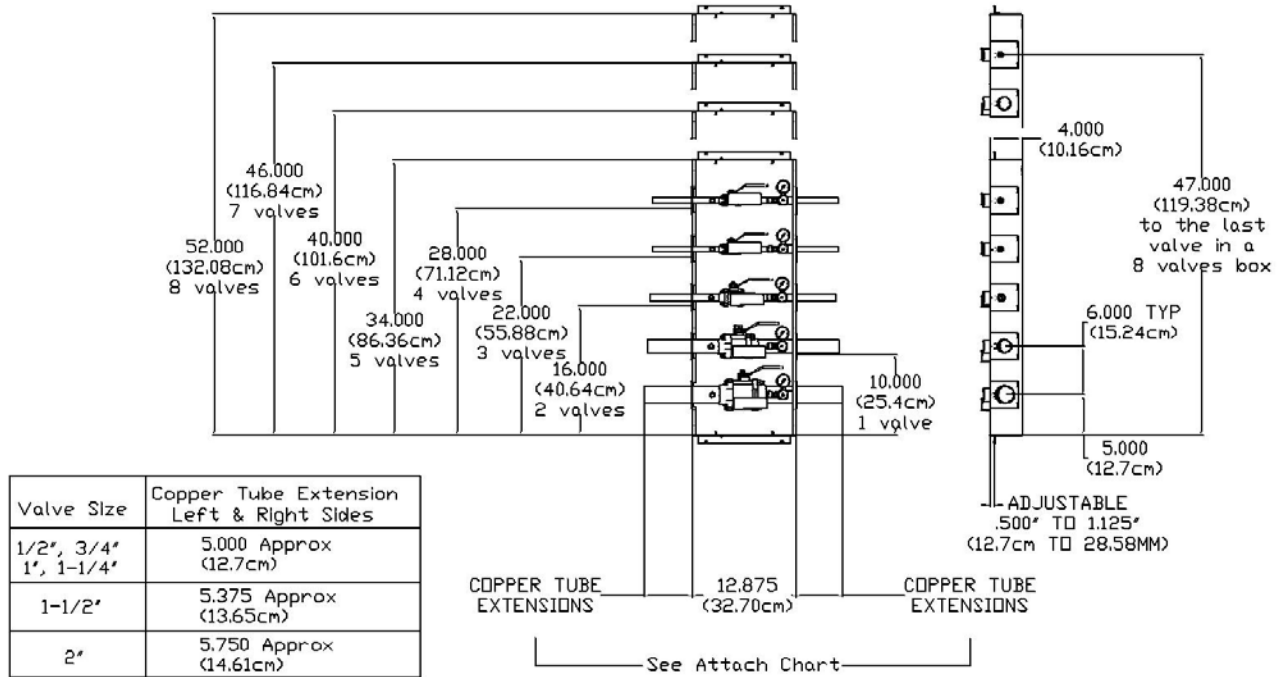 4.000
(10.16cm)
46.000
(116.84cm)
7 valves
47.000
(119.38cm)
to the last
valve in a
8 valves box
52.000
(132.08cm)
8 valves
40.000
(101.6cm)
6 valves
28.000
(71.12cm)
4 valves
34.000
(86.36cm)
5 valves
22.000
(55.88cm)
3 valves
6.000 TYP
(15.24cm)
16.000
(40.64cm)
2 valves
10.000
(25.4cm)
1 valve
5.000
(12.7cm)
ADJUSTABLE
.500" TO 1.125"
(12.7cm TO 28.58MM)
Valve Size
Copper Tube Extension
Left & Right Sides
1/2", 3/4"
1", 1-1/4"
5.000 Approx
(12.7cm)
1-1/2"
5.375 Approx
(13.65cm)
2"
5.750 Approx
(14.61cm)
COPPER TUBE
EXTENSIONS
12.875
(32.70cm)
COPPER TUBE
EXTENSIONS
See Attach Chart